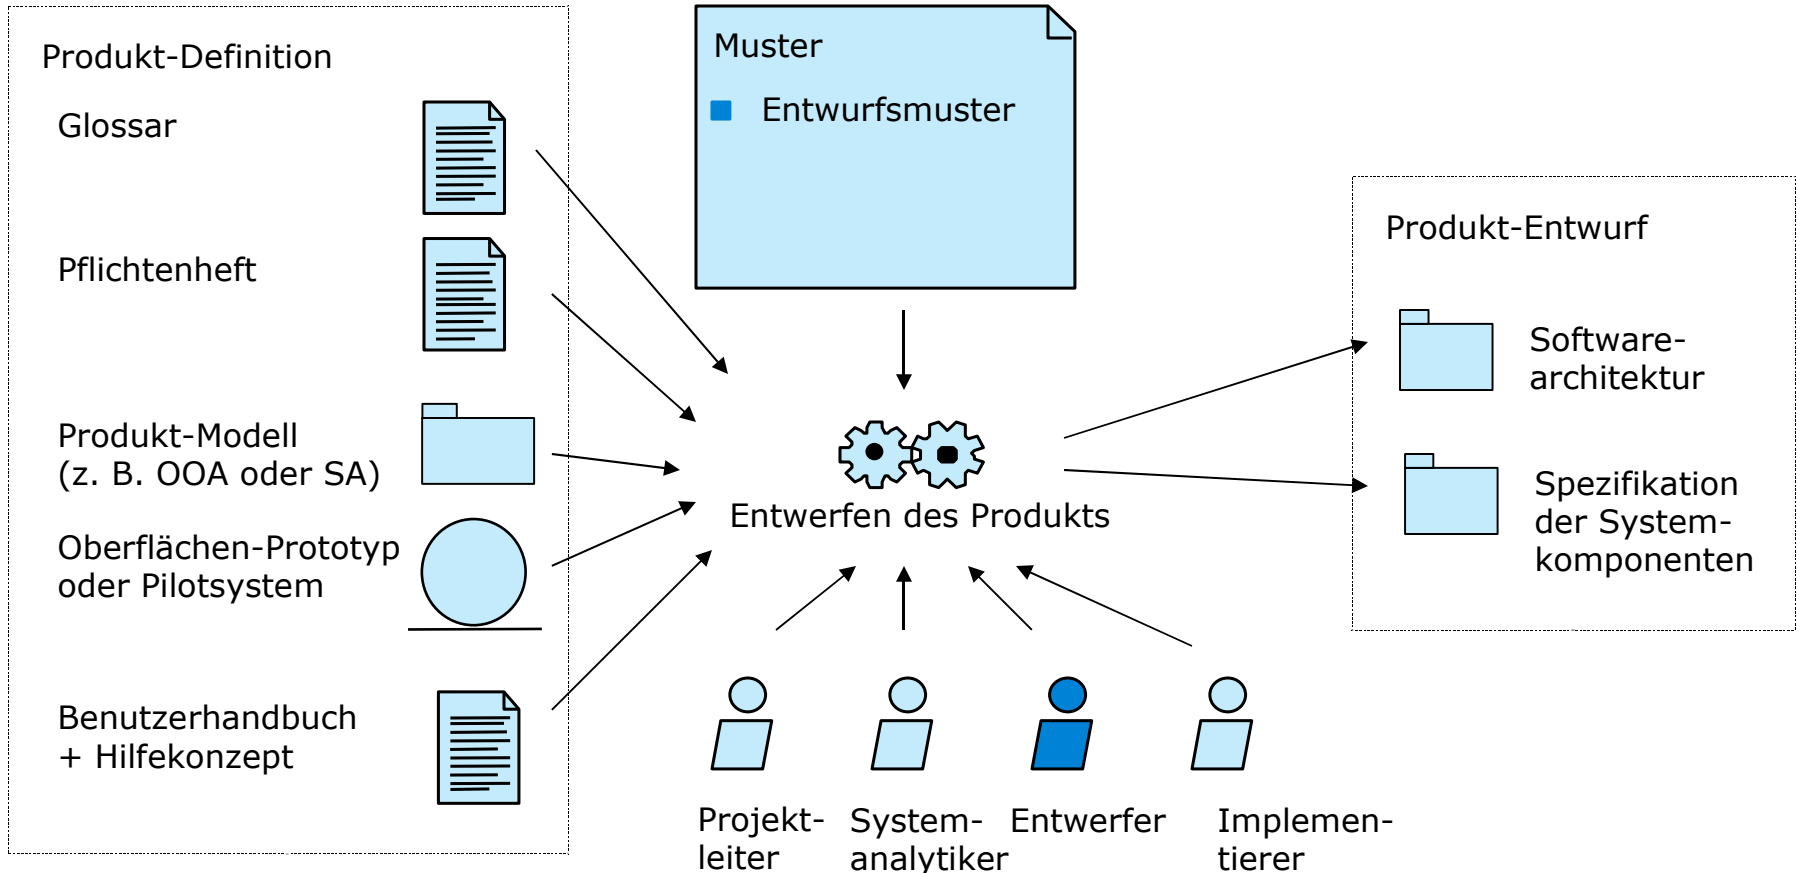 Produkt-Definition
Glossar
Pflichtenheft
Produkt-Modell
(z. B. OOA oder SA)
Oberflächen-Prototyp
oder Pilotsystem
Benutzerhandbuch
+ Hilfekonzept
Muster
Entwurfsmuster
Entwerfen des Produkts
Projekt-
leiter
System-
analytiker
Entwerfer
Implemen-
tierer
Produkt-Entwurf
Software-
architektur
Spezifikation
der System-
komponenten